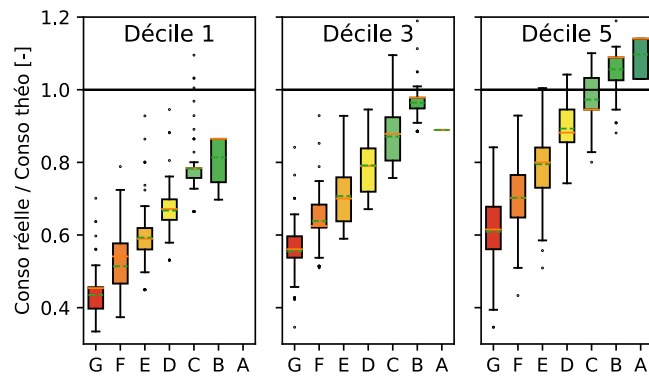 Décile 1
Décile 3
Décile 5
Conso réelle / Conso théo [-]
1.2
1.0
0.8
0.6
0.4
G F E D C B A
G F E D C B A
G F E D C B A